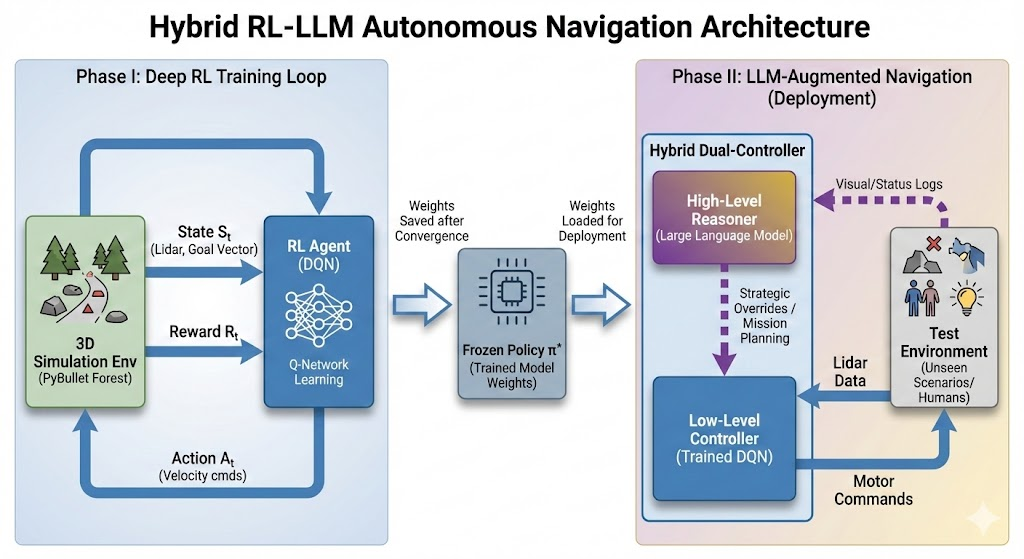 Hybrid RL-LLM Autonomous Navigation Architecture
Phase I: Deep RL Training Loop
State Sₜ
(Lidar, Goal Vector)
Reward Rₜ
3D
Simulation Env
(PyBullet Forest)
RL Agent
(DQN)
Q-Network
Learning
Action Aₜ
(Velocity cmds)
Weights
Saved after
Convergence
Frozen Policy π*
(Trained Model
Weights)
Weights
Loaded for
Deployment
Phase II: LLM-Augmented Navigation
(Deployment)
Hybrid Dual-Controller
High-Level
Reasoner
(Large Language Model)
Visual/Status Logs
Strategic
Overrides /
Mission
Planning
Test
Environment
(Unseen
Scenarios/
Humans)
Lidar
Data
Low-Level
Controller
(Trained DQN)
Motor
Commands